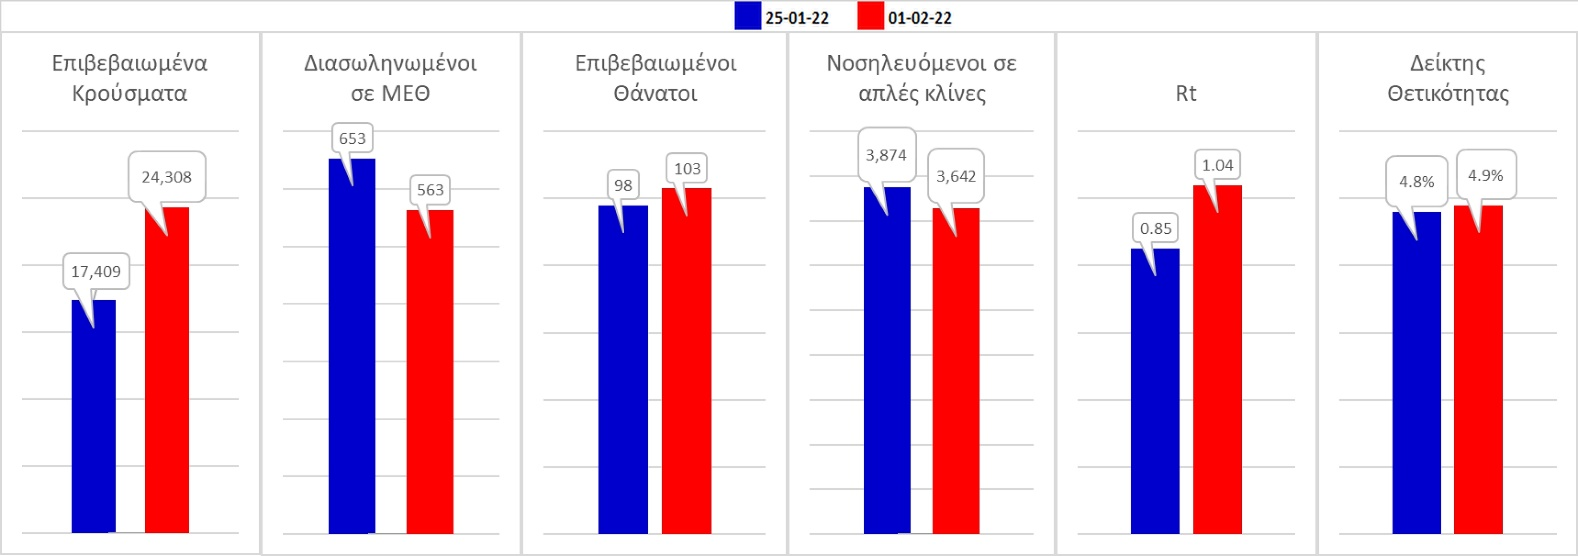 25-01-22 01-02-22
Επιβεβαιωμένα
Κρούσματα
17,409
24,308
Διασωληνωμένοι
σε ΜΕΘ
653
563
Επιβεβαιωμένοι
Θάνατοι
98
103
Νοσηλευόμενοι σε
απλές κλίνες
3,874
3,642
Rt
0.85
1.04
Δείκτης
Θετικότητας
4.8%
4.9%